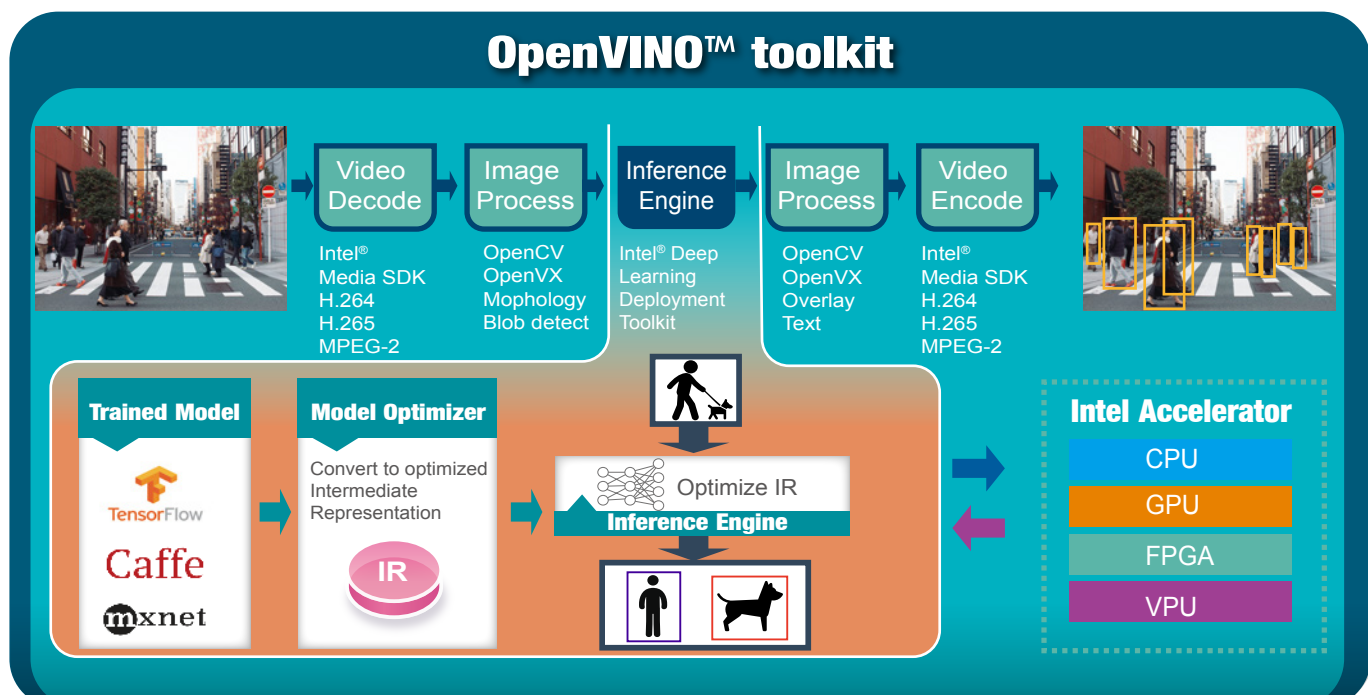 OpenVINO™ toolkit
Video
Decode
Intel®
Media SDK
H.264
H.265
MPEG-2
Image
Process
OpenCV
OpenVX
Mophology
Blob detect
Inference
Engine
Intel® Deep
Learning
Deployment
Toolkit
Image
Process
OpenCV
OpenVX
Overlay
Text
Video
Encode
Intel®
Media SDK
H.264
H.265
MPEG-2
Trained Model
TensorFlow
Caffe
mxnet
Model Optimizer
Convert to optimized
Intermediate
Representation
IR
Optimize IR
Inference Engine
Intel Accelerator
CPU
GPU
FPGA
VPU